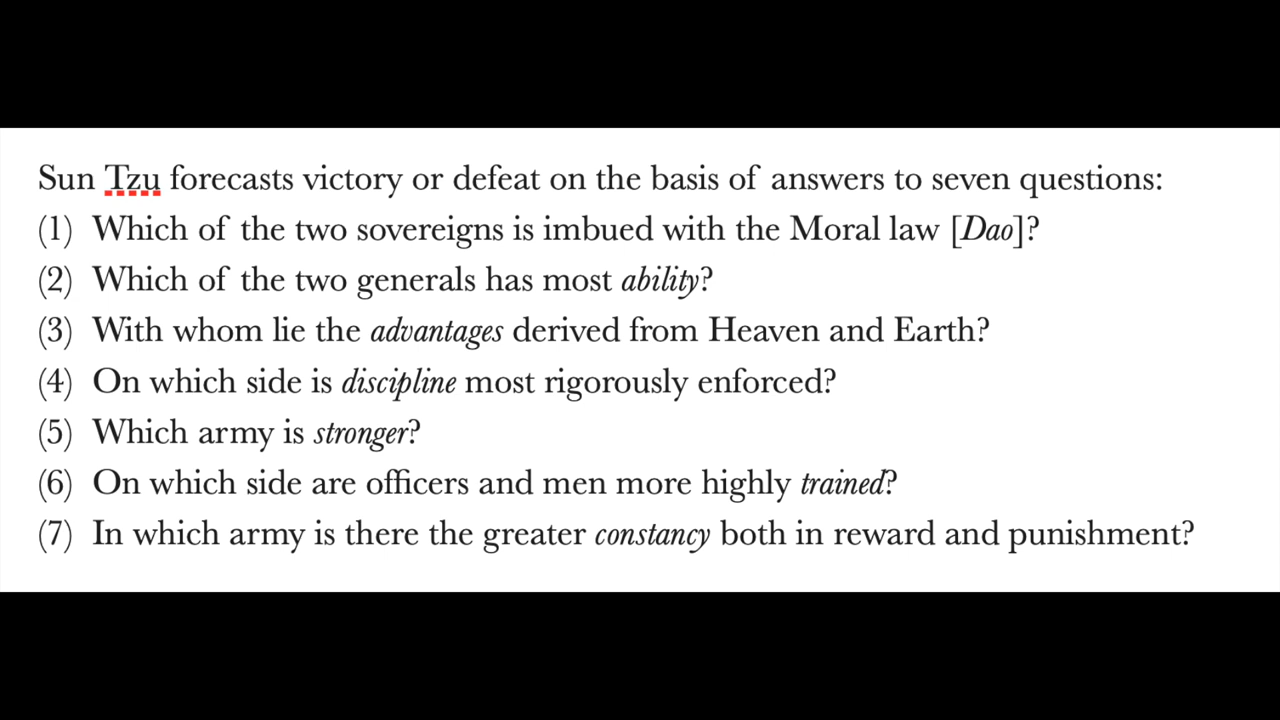 Sun Tzu forecasts victory or defeat on the basis of answers to seven questions:
(1) Which of the two sovereigns is imbued with the Moral law [Dao]?
(2) Which of the two generals has most ability?
(3) With whom lie the advantages derived from Heaven and Earth?
(4) On which side is discipline most rigorously enforced?
(5) Which army is stronger?
(6) On which side are officers and men more highly trained?
(7) In which army is there the greater constancy both in reward and punishment?